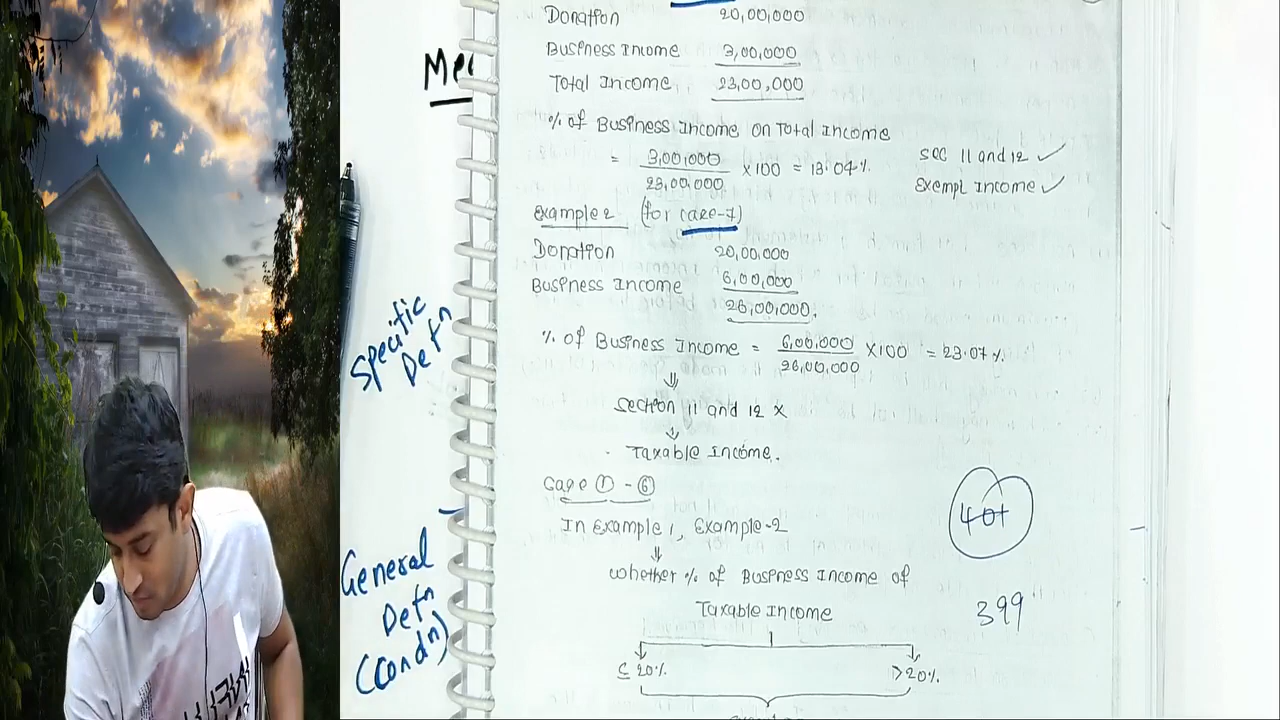 Donation 20,00,000
Business Income 3,00,000
Total Income 23,00,000
% of Business Income on Total Income
= 3,00,000 / 23,00,000 X100 = 13.04%.
Sec 11 and 12 ✓
Exempt Income ✓
Example 2 (for case-7)
Donation 20,00,000
Business Income 6,00,000
26,00,000.
% of Business Income = 6,00,000 / 26,00,000 X100 = 23.07%.
⇓
Section 11 and 12 X
↓
Taxable Income.
Case ① - ⑥
In Example 1, Example-2
⇓
Whether % of Business Income of
Taxable Income
≤ 20%. >20%.
Specific
Defn
General
Defn
(Condn)
399